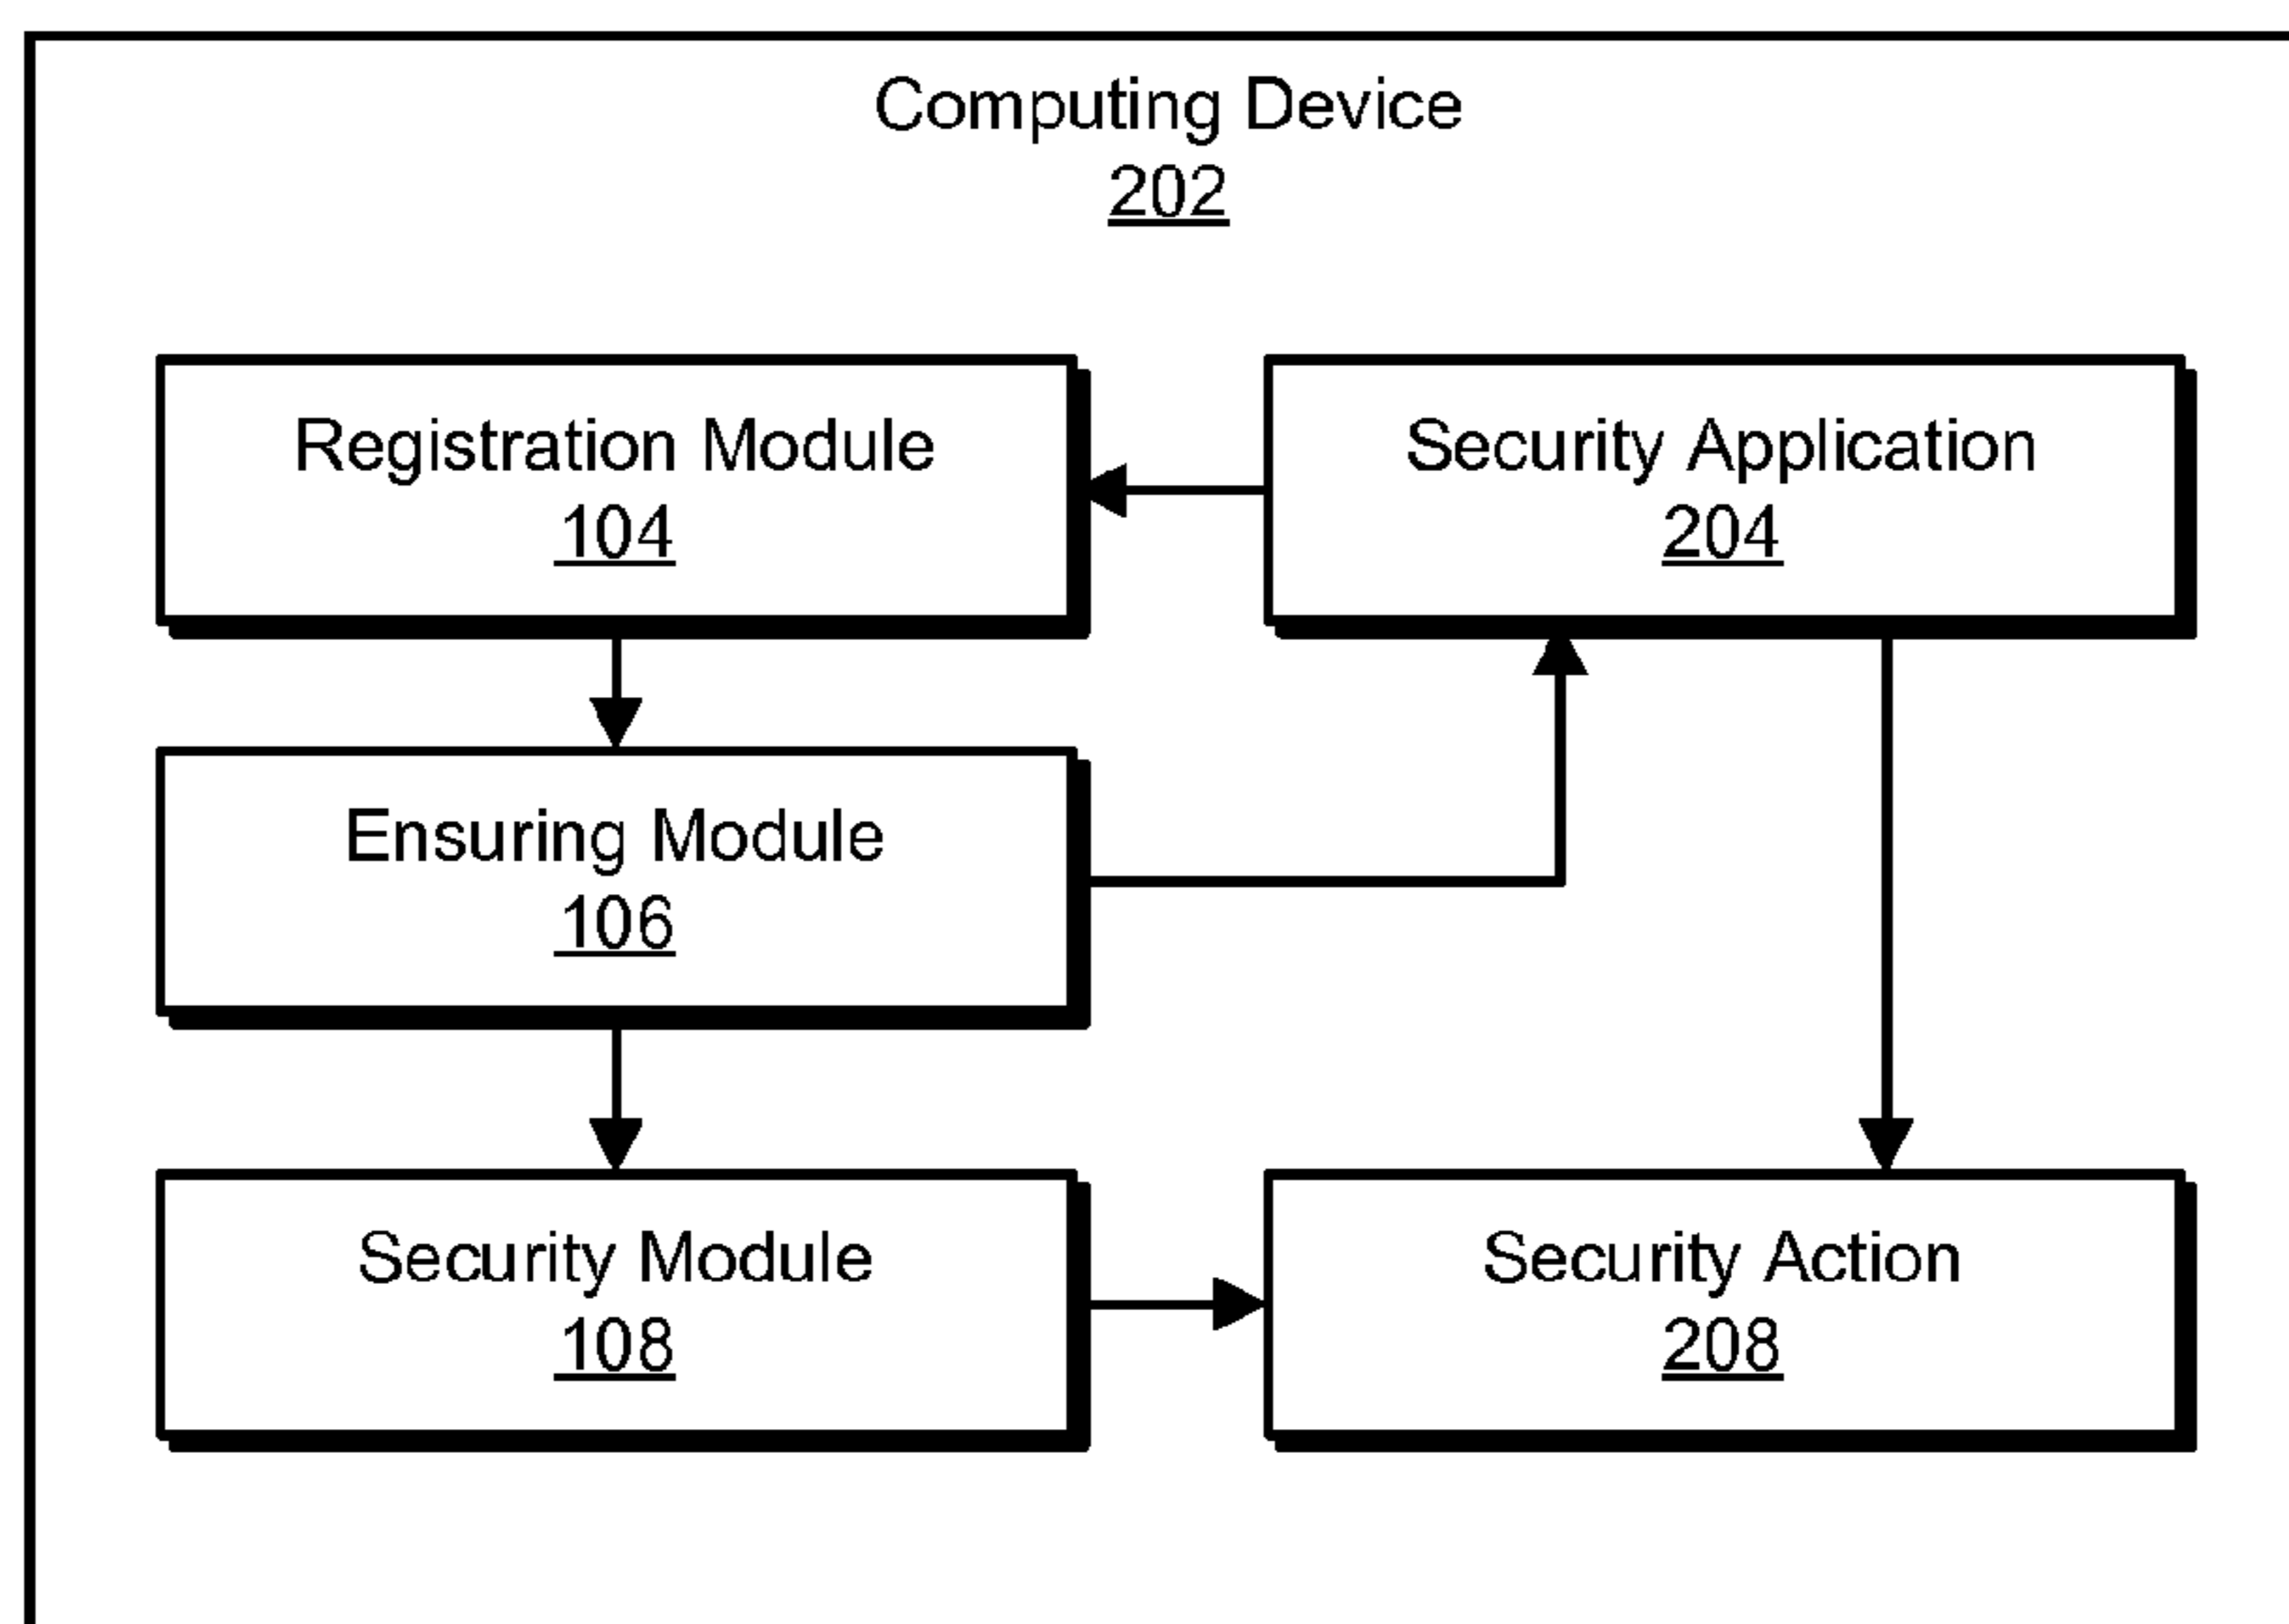 Computing Device
202
Registration Module
104
Security Application
204
Ensuring Module
106
Security Module
108
Security Action
208